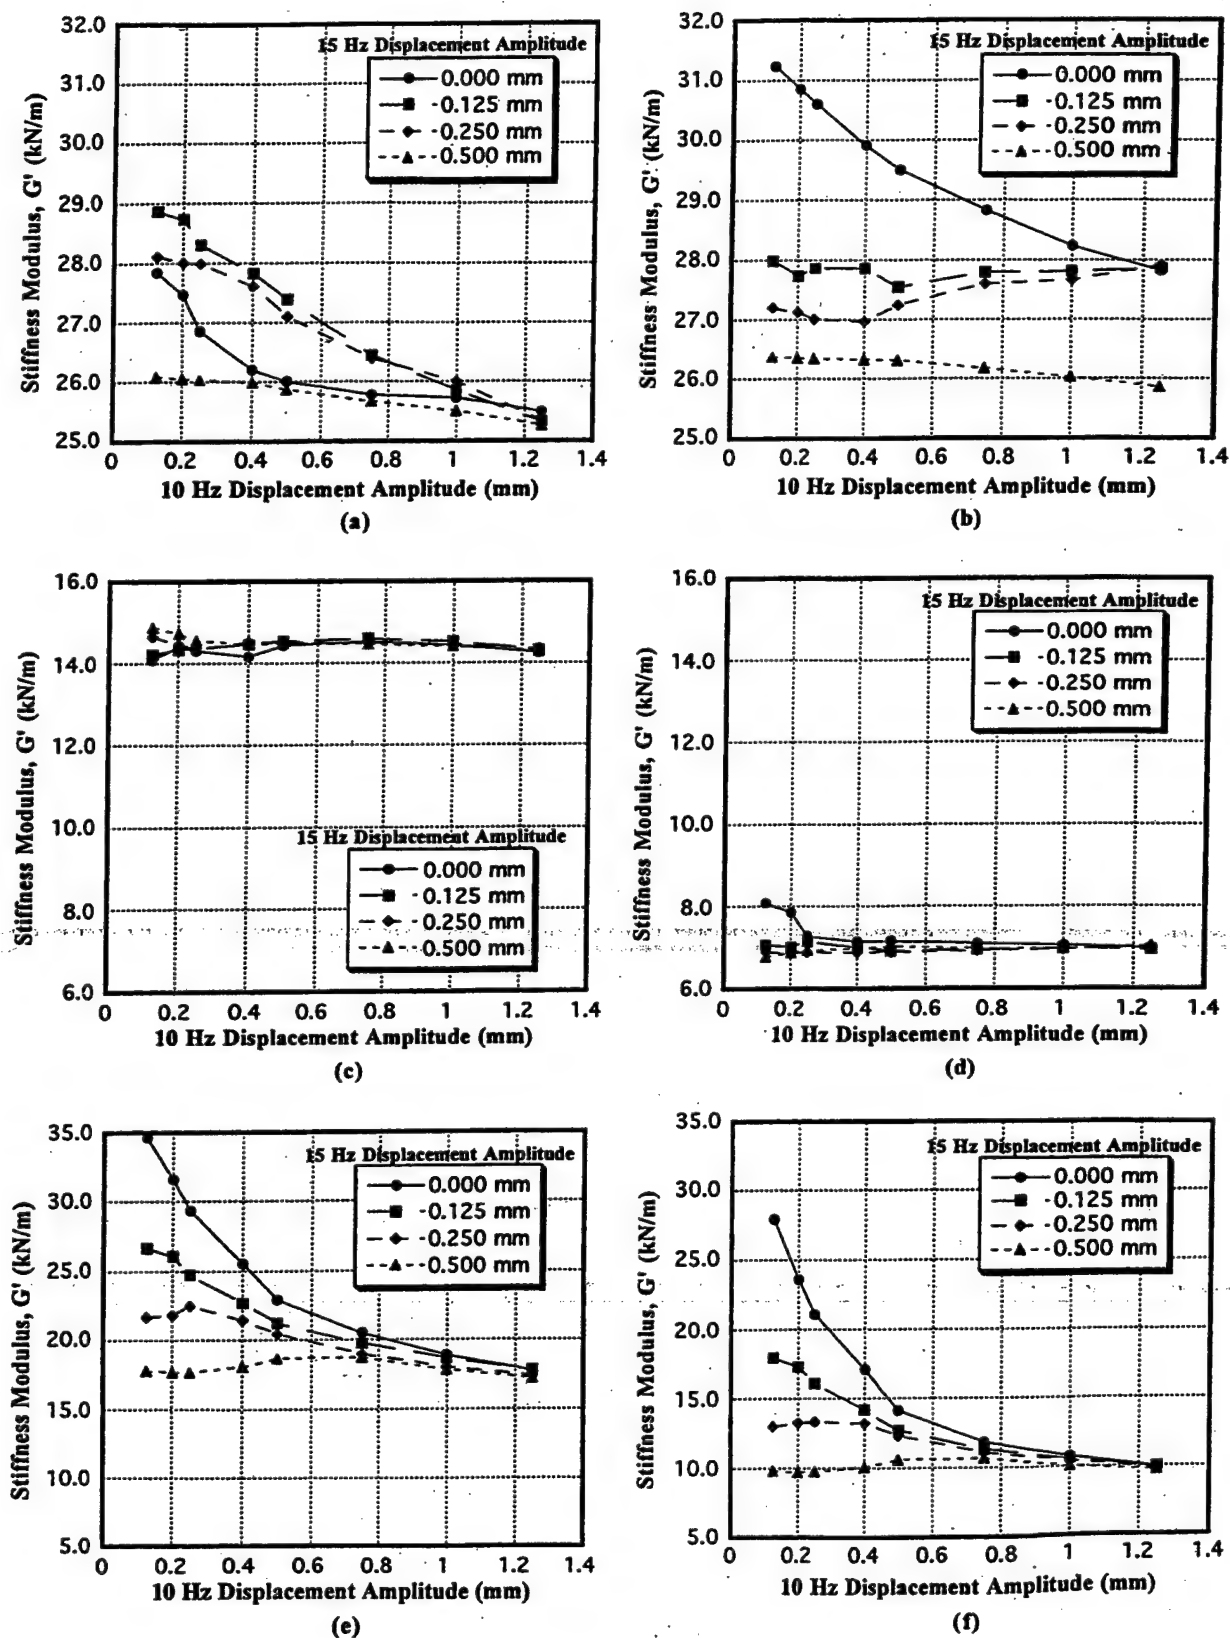 32.0
31.0
30.0
29.0
28.0
27.0
26.0
25.0
Stiffness Modulus, G' (kN/m)
15 Hz Displacement Amplitude
0.000 mm
0.125 mm
0.250 mm
0.500 mm
0 0.2 0.4 0.6 0.8 1 1.2 1.4
10 Hz Displacement Amplitude (mm)
(a)
32.0
31.0
30.0
29.0
28.0
27.0
26.0
25.0
Stiffness Modulus, G' (kN/m)
15 Hz Displacement Amplitude
0.000 mm
0.125 mm
0.250 mm
0.500 mm
0 0.2 0.4 0.6 0.8 1 1.2 1.4
10 Hz Displacement Amplitude (mm)
(b)
16.0
14.0
12.0
10.0
8.0
6.0
Stiffness Modulus, G' (kN/m)
15 Hz Displacement Amplitude
0.000 mm
0.125 mm
0.250 mm
0.500 mm
0 0.2 0.4 0.6 0.8 1 1.2 1.4
10 Hz Displacement Amplitude (mm)
(c)
16.0
14.0
12.0
10.0
8.0
6.0
Stiffness Modulus, G' (kN/m)
15 Hz Displacement Amplitude
0.000 mm
0.125 mm
0.250 mm
0.500 mm
0 0.2 0.4 0.6 0.8 1 1.2 1.4
10 Hz Displacement Amplitude (mm)
(d)
35.0
30.0
25.0
20.0
15.0
10.0
5.0
Stiffness Modulus, G' (kN/m)
15 Hz Displacement Amplitude
0.000 mm
0.125 mm
0.250 mm
0.500 mm
0 0.2 0.4 0.6 0.8 1 1.2 1.4
10 Hz Displacement Amplitude (mm)
(e)
35.0
30.0
25.0
20.0
15.0
10.0
5.0
Stiffness Modulus, G' (kN/m)
15 Hz Displacement Amplitude
0.000 mm
0.125 mm
0.250 mm
0.500 mm
0 0.2 0.4 0.6 0.8 1 1.2 1.4
10 Hz Displacement Amplitude (mm)
(f)